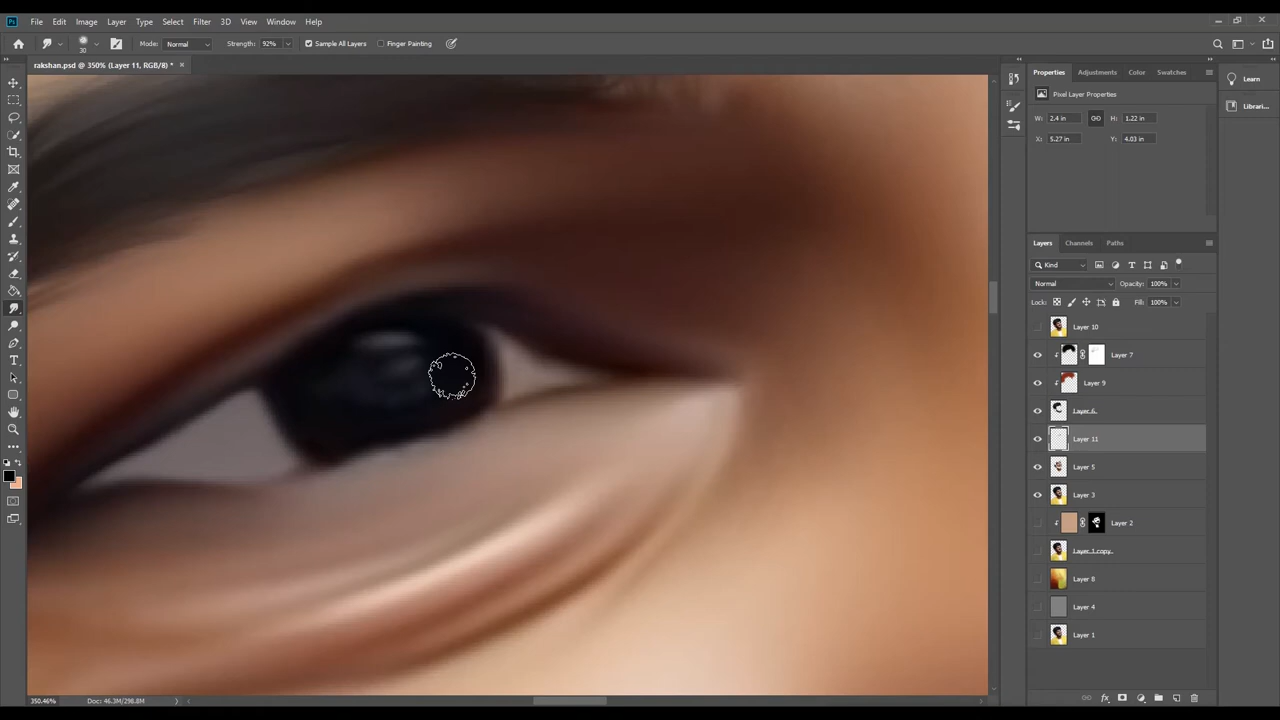 Ps File Edit Image Layer Type Select Filter 3D View Window Help
30 Mode: Normal Strength: 92% Sample All Layers Finger Painting
rakshan.psd @ 350% (Layer 11, RGB/8) *
Properties Adjustments Color Swatches
Learn
Pixel Layer Properties
Librari...
W: 2.4 in H: 1.22 in
X: 5.27 in Y: 4.03 in
Layers Channels Paths
Kind
Normal Opacity: 100%
Lock: Fill: 100%
Layer 10
Layer 7
Layer 9
Layer 6
Layer 11
Layer 5
Layer 3
Layer 2
Layer 1 copy
Layer 8
Layer 4
Layer 1
350.46% Doc: 46.3M/298.8M